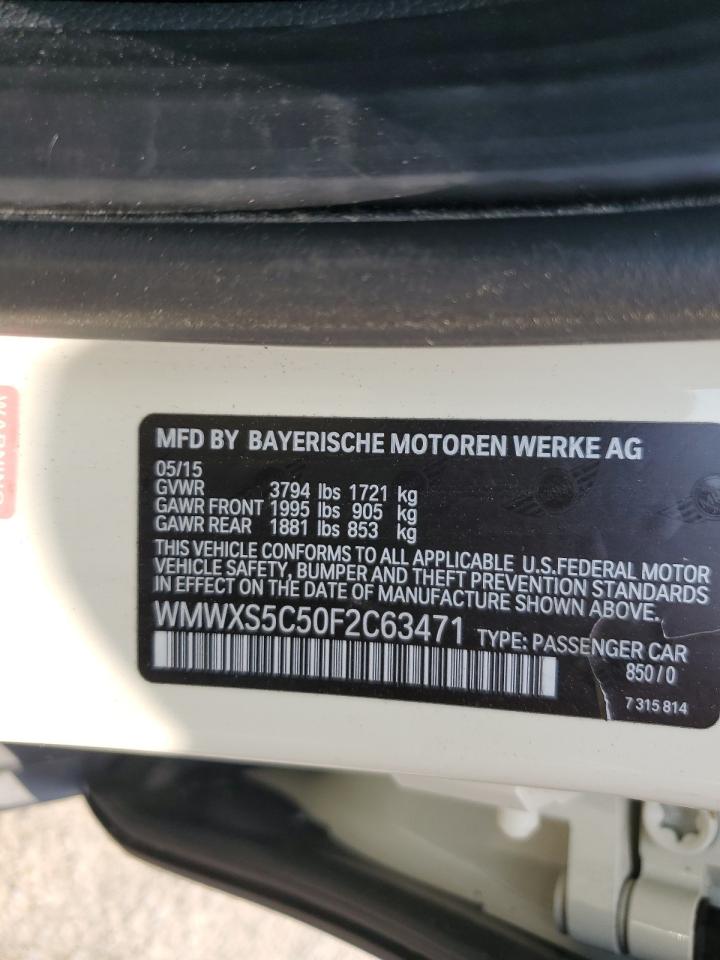 WARNING
MFD BY BAYERISCHE MOTOREN WERKE AG
05/15
GVWR 3794 lbs 1721 kg
GAWR FRONT 1995 lbs 905 kg
GAWR REAR 1881 lbs 853 kg
THIS VEHICLE CONFORMS TO ALL APPLICABLE U.S.FEDERAL MOTOR
VEHICLE SAFETY, BUMPER AND THEFT PREVENTION STANDARDS
IN EFFECT ON THE DATE OF MANUFACTURE SHOWN ABOVE.
WMWXS5C50F2C63471 TYPE: PASSENGER CAR
850/0
7 315 814